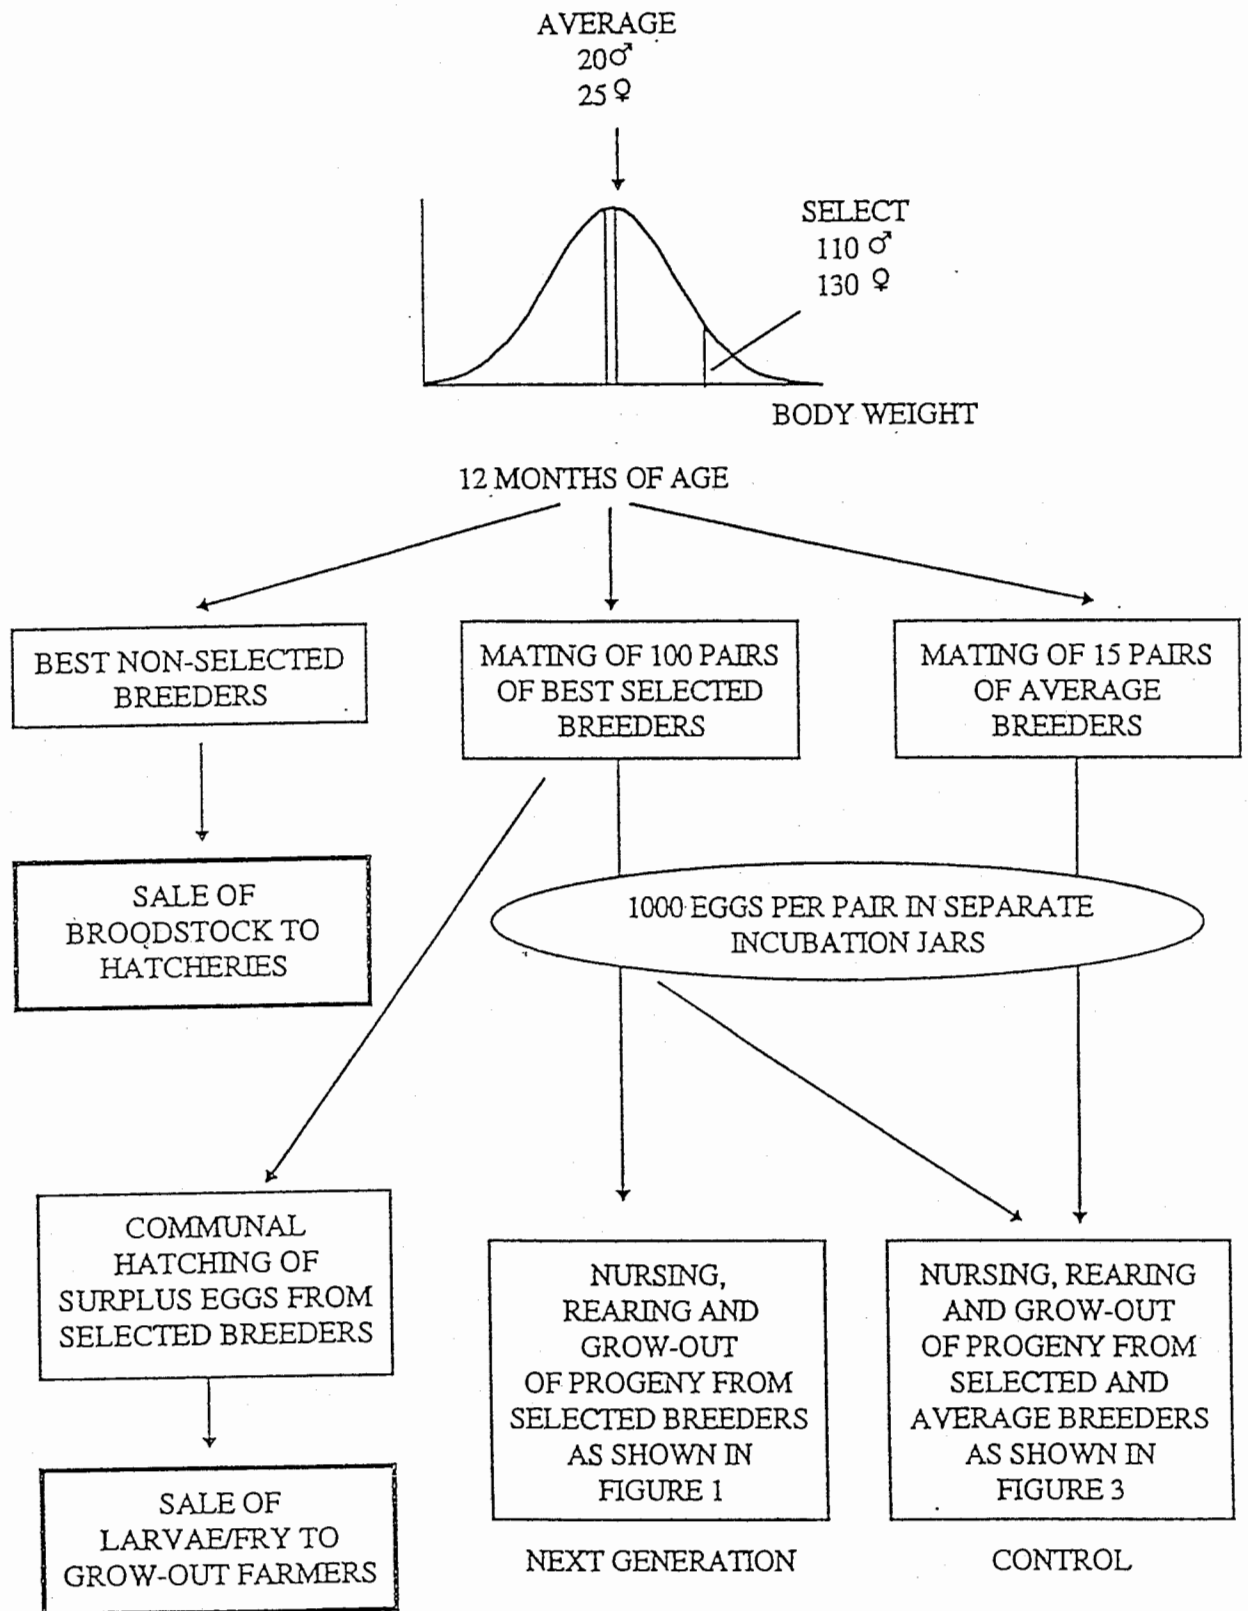 AVERAGE
20♂
25♀
SELECT
110 ♂
130 ♀
BODY WEIGHT
12 MONTHS OF AGE
BEST NON-SELECTED
BREEDERS
MATING OF 100 PAIRS
OF BEST SELECTED
BREEDERS
MATING OF 15 PAIRS
OF AVERAGE
BREEDERS
SALE OF
BROODSTOCK TO
HATCHERIES
1000 EGGS PER PAIR IN SEPARATE
INCUBATION JARS
COMMUNAL
HATCHING OF
SURPLUS EGGS FROM
SELECTED BREEDERS
NURSING,
REARING AND
GROW-OUT
OF PROGENY FROM
SELECTED BREEDERS
AS SHOWN IN
FIGURE 1
NURSING, REARING
AND GROW-OUT
OF PROGENY FROM
SELECTED AND
AVERAGE BREEDERS
AS SHOWN IN
FIGURE 3
SALE OF
LARVAE/FRY TO
GROW-OUT FARMERS
NEXT GENERATION
CONTROL